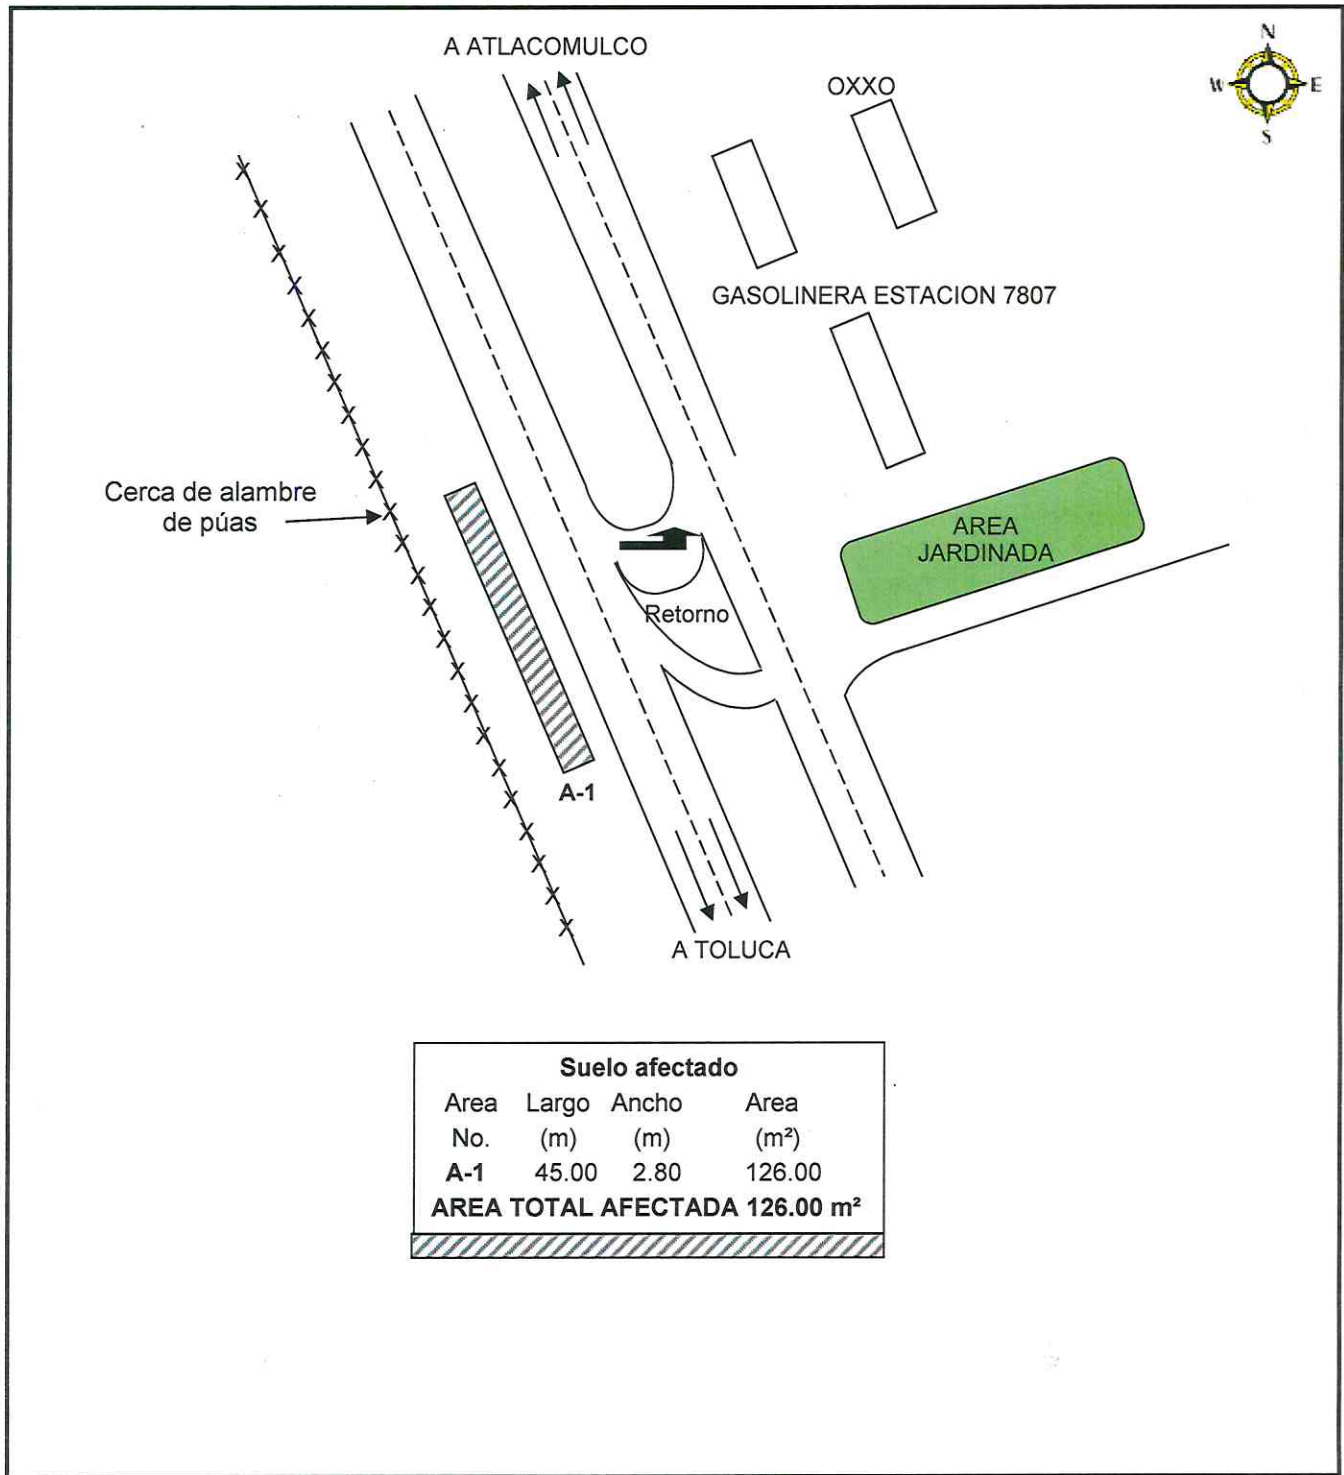 A ATLACOMULCO
N
W E
S
OXXO
GASOLINERA ESTACION 7807
Cerca de alambre
de púas
AREA
JARDINADA
Retorno
A-1
A TOLUCA
Suelo afectado
Area Largo Ancho Area
No. (m) (m) (m²)
A-1 45.00 2.80 126.00
AREA TOTAL AFECTADA 126.00 m²